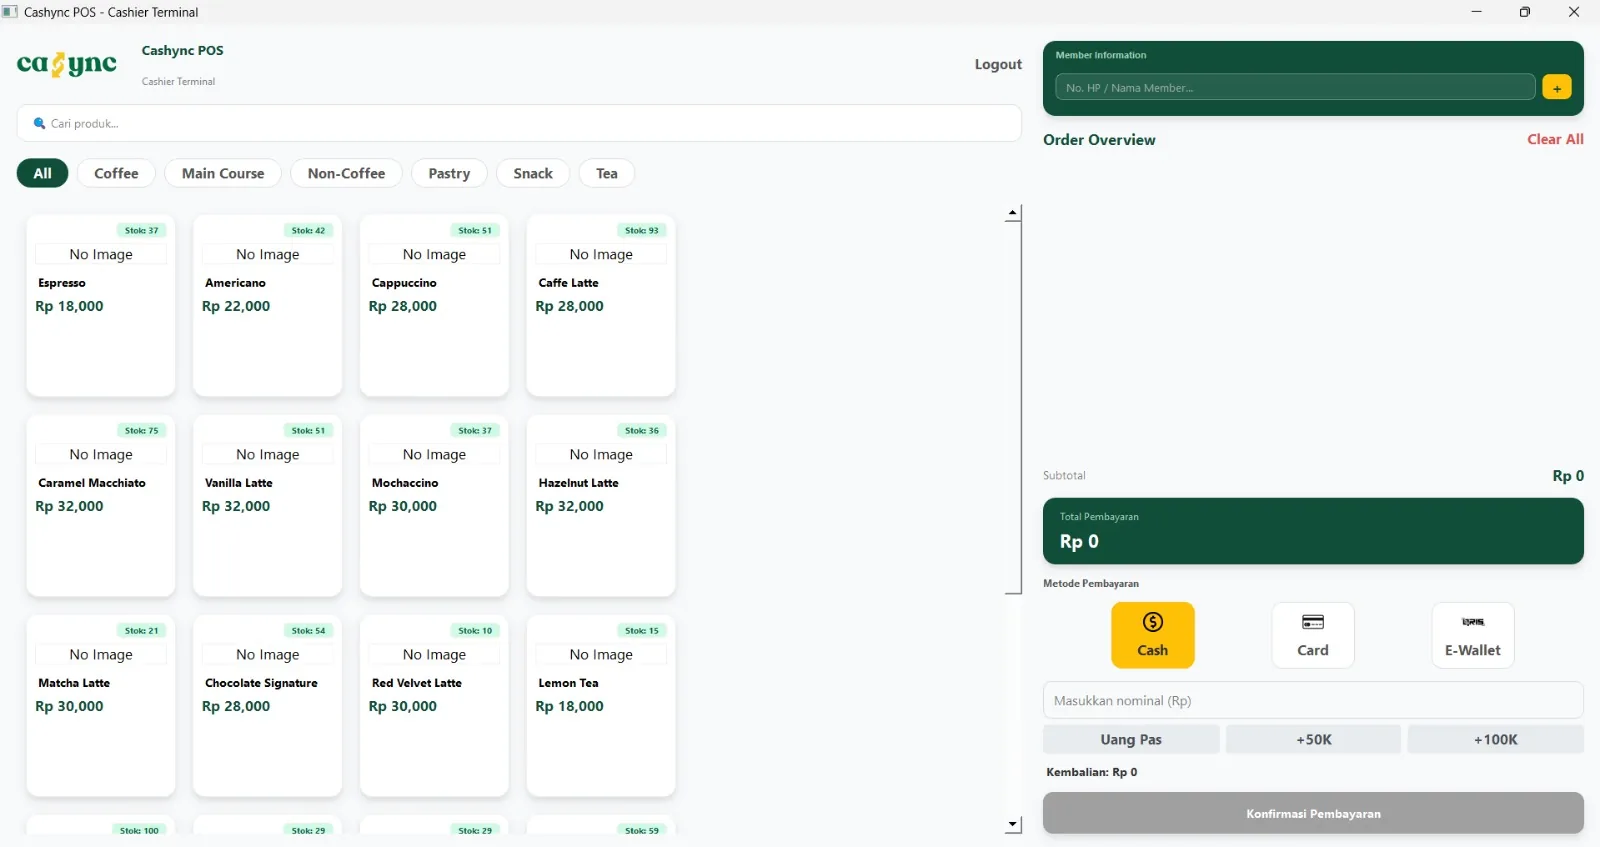 Cashync POS - Cashier Terminal
casync
Cashync POS
Cashier Terminal
Logout
Cari produk...
All
Coffee
Main Course
Non-Coffee
Pastry
Snack
Tea
Stok: 37
No Image
Espresso
Rp 18,000
Stok: 42
No Image
Americano
Rp 22,000
Stok: 51
No Image
Cappuccino
Rp 28,000
Stok: 93
No Image
Caffe Latte
Rp 28,000
Stok: 75
No Image
Caramel Macchiato
Rp 32,000
Stok: 51
No Image
Vanilla Latte
Rp 32,000
Stok: 37
No Image
Mochaccino
Rp 30,000
Stok: 36
No Image
Hazelnut Latte
Rp 32,000
Stok: 21
No Image
Matcha Latte
Rp 30,000
Stok: 54
No Image
Chocolate Signature
Rp 28,000
Stok: 10
No Image
Red Velvet Latte
Rp 30,000
Stok: 15
No Image
Lemon Tea
Rp 18,000
Stok: 100
Stok: 29
Stok: 29
Stok: 59
Member Information
No. HP / Nama Member...
+
Order Overview
Clear All
Subtotal
Rp 0
Total Pembayaran
Rp 0
Metode Pembayaran
Cash
Card
QRIS
E-Wallet
Masukkan nominal (Rp)
Uang Pas
+50K
+100K
Kembalian: Rp 0
Konfirmasi Pembayaran